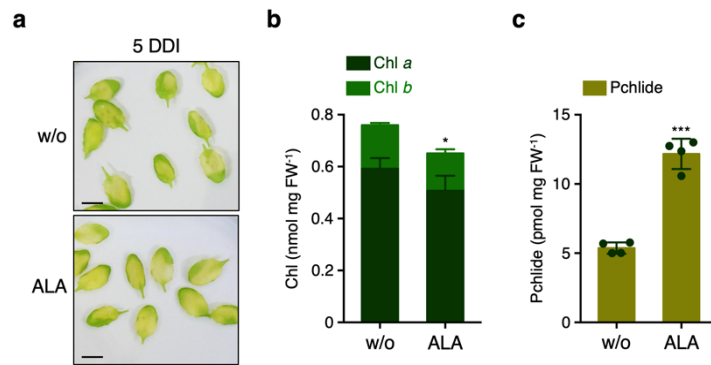 a
5 DDI
w/o
ALA
b
Chl a
Chl b
Chl (nmol mg FW⁻¹)
0.8
0.6
0.4
0.2
0
*
w/o
ALA
c
Pchlide
Pchlide (pmol mg FW⁻¹)
15
10
5
0
***
w/o
ALA